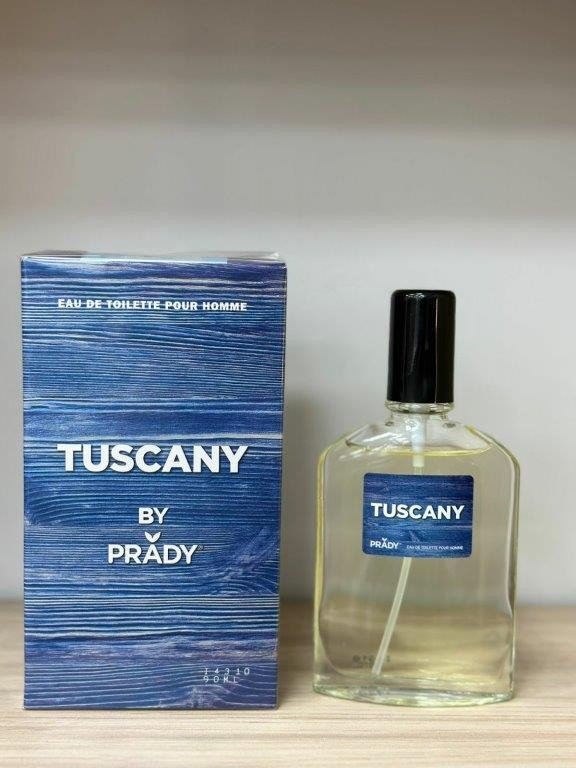 EAU DE TOILETTE POUR HOMME
TUSCANY
BY
PRADY®
14310
90ML
TUSCANY
PRADY EAU DE TOILETTE POUR HOMME